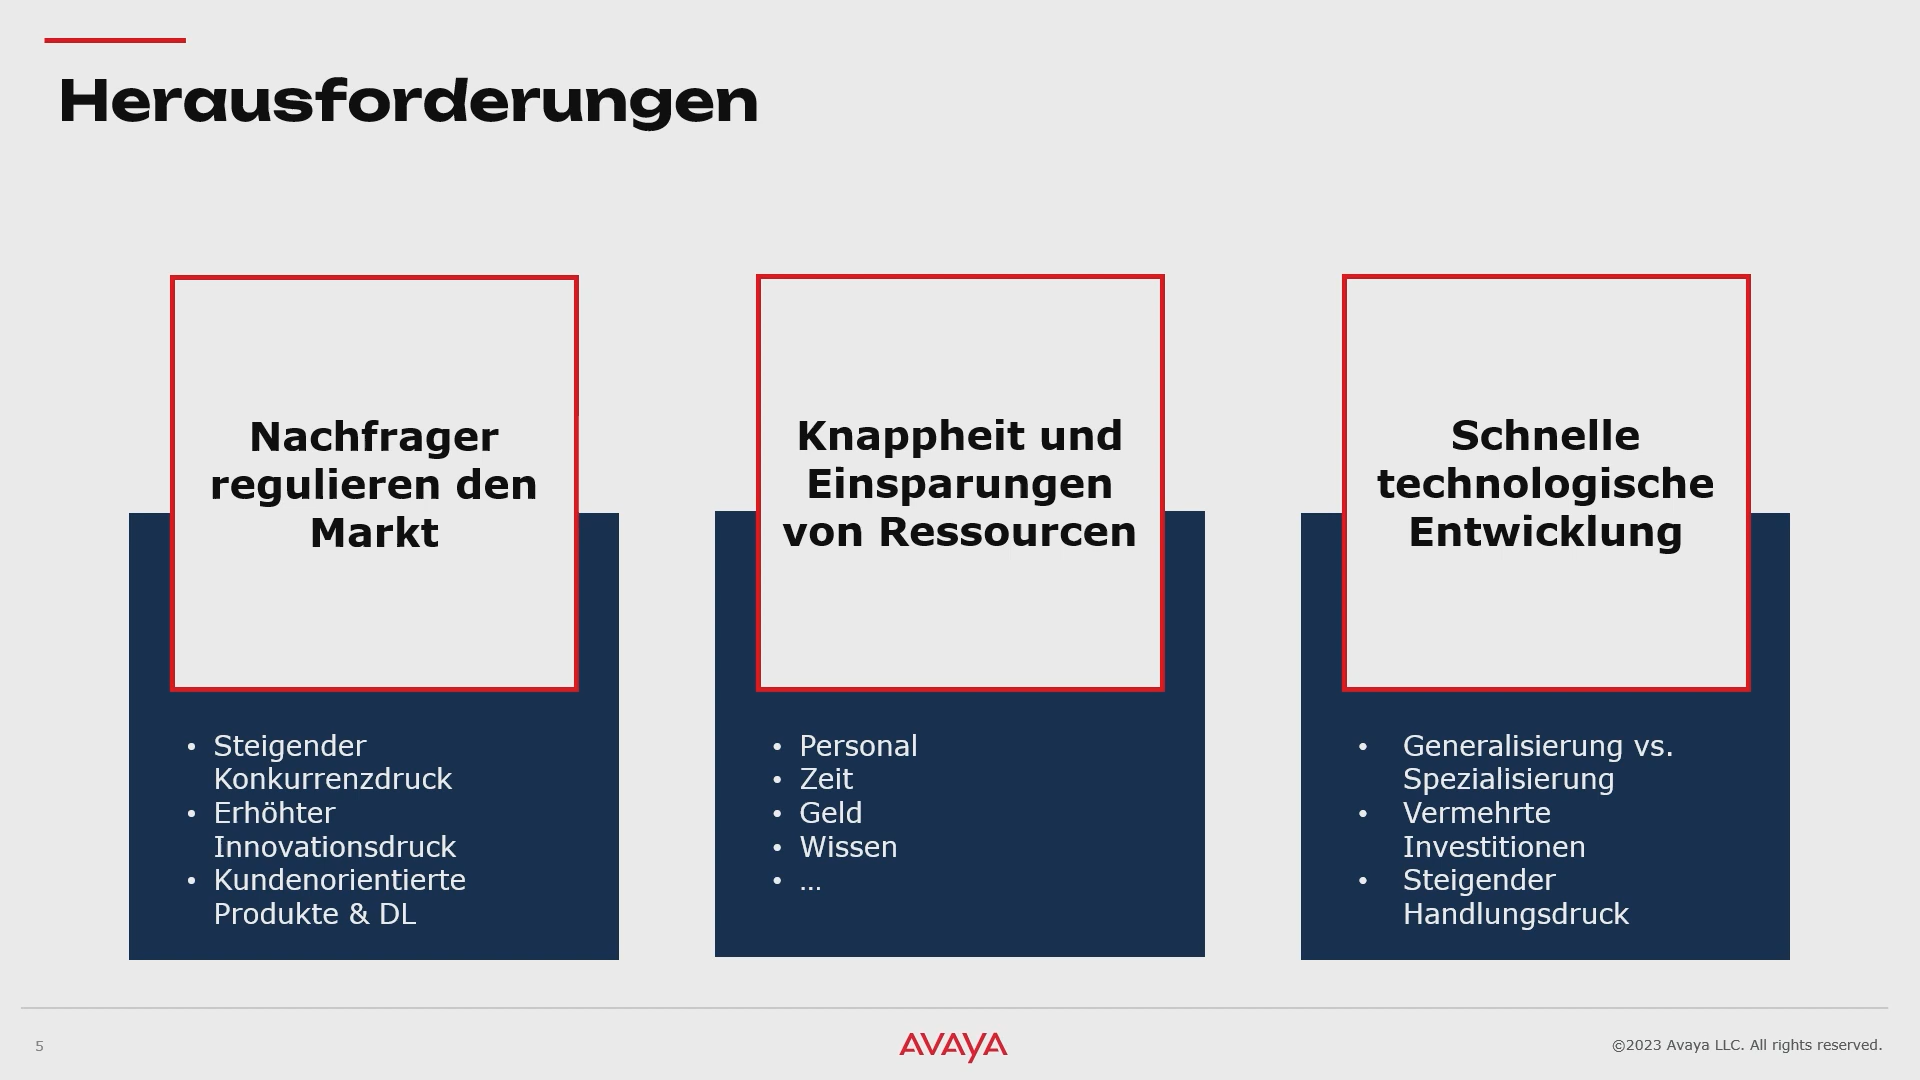 Herausforderungen
Nachfrager
regulieren den
Markt
• Steigender
Konkurrenzdruck
• Erhöhter
Innovationsdruck
• Kundenorientierte
Produkte & DL
Knappheit und
Einsparungen
von Ressourcen
• Personal
• Zeit
• Geld
• Wissen
• ...
Schnelle
technologische
Entwicklung
• Generalisierung vs.
Spezialisierung
• Vermehrte
Investitionen
• Steigender
Handlungsdruck
5
AVAYA
©2023 Avaya LLC. All rights reserved.